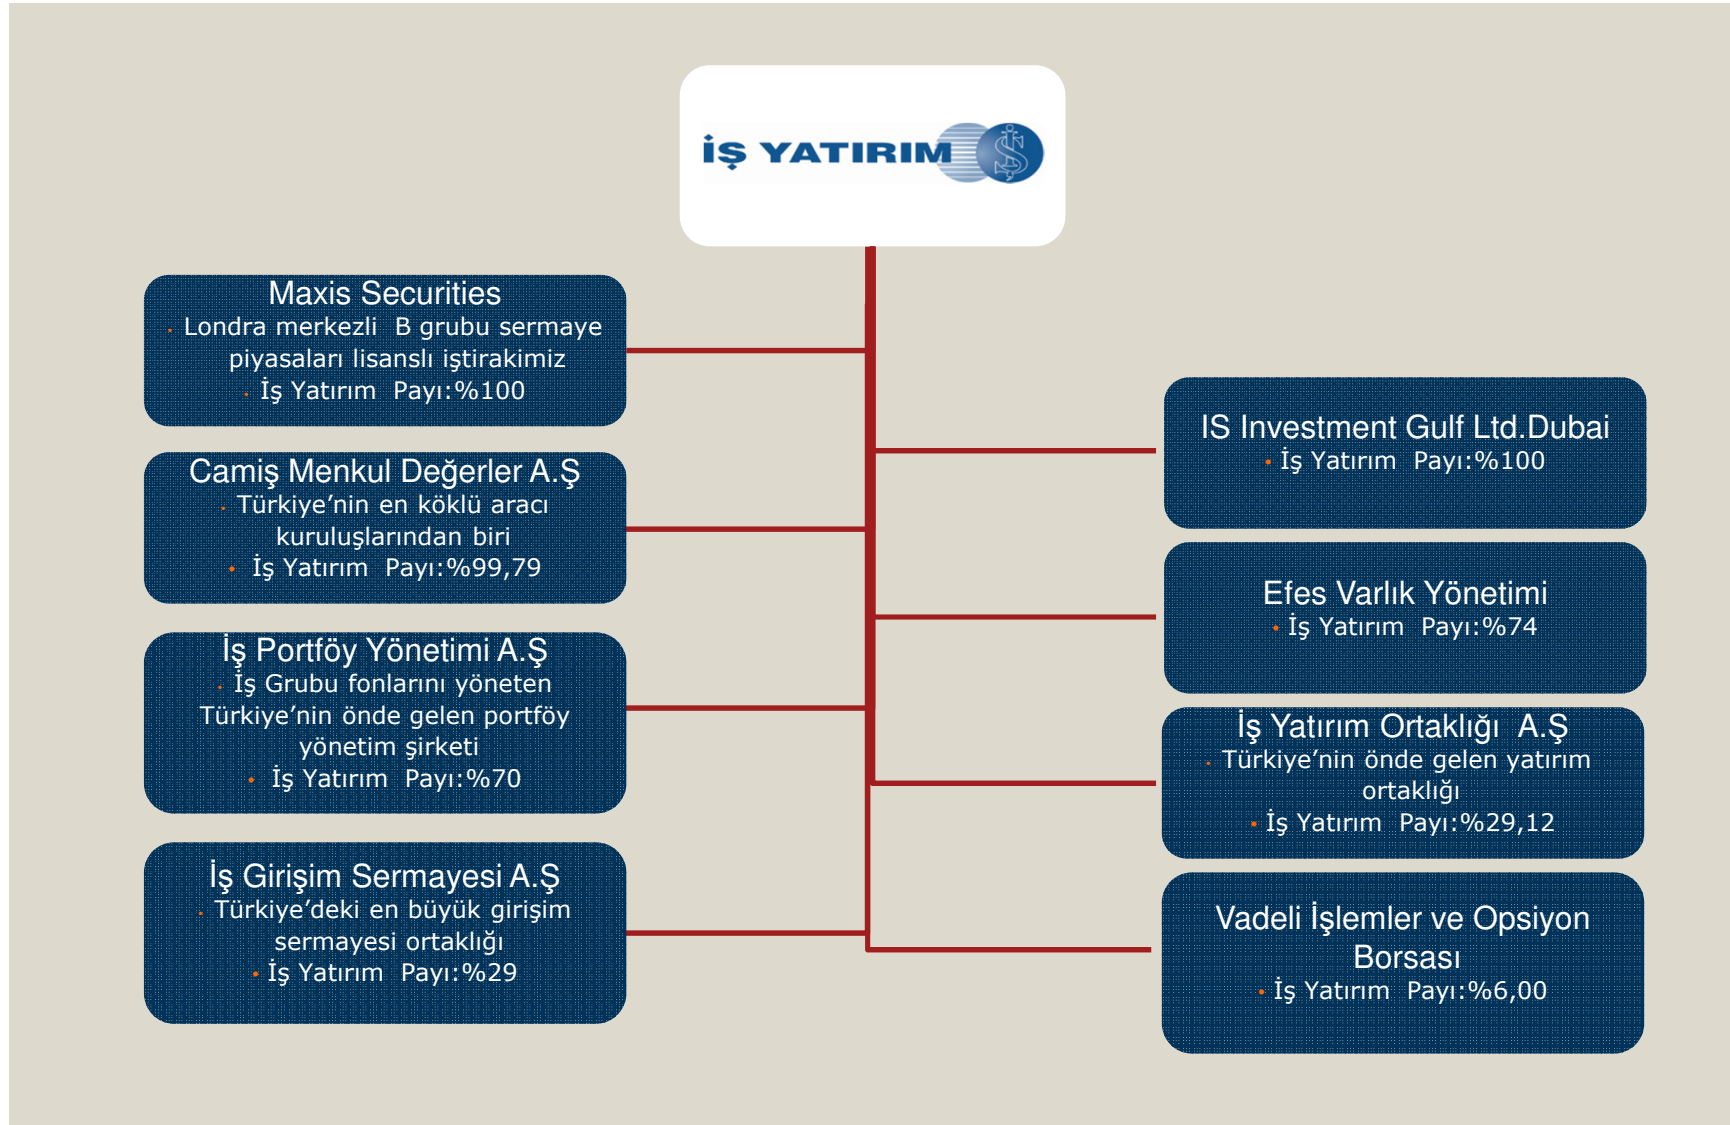 İŞ YATIRIM
Maxis Securities
• Londra merkezli B grubu sermaye
piyasaları lisanslı iştirakimiz
• İş Yatırım Payı:%100
Camiş Menkul Değerler A.Ş
• Türkiye’nin en köklü aracı
kuruluşlarından biri
• İş Yatırım Payı:%99,79
İş Portföy Yönetimi A.Ş
• İş Grubu fonlarını yöneten
Türkiye’nin önde gelen portföy
yönetim şirketi
• İş Yatırım Payı:%70
İş Girişim Sermayesi A.Ş
• Türkiye’deki en büyük girişim
sermayesi ortaklığı
• İş Yatırım Payı:%29
IS Investment Gulf Ltd.Dubai
• İş Yatırım Payı:%100
Efes Varlık Yönetimi
• İş Yatırım Payı:%74
İş Yatırım Ortaklığı A.Ş
• Türkiye’nin önde gelen yatırım
ortaklığı
• İş Yatırım Payı:%29,12
Vadeli İşlemler ve Opsiyon
Borsası
• İş Yatırım Payı:%6,00